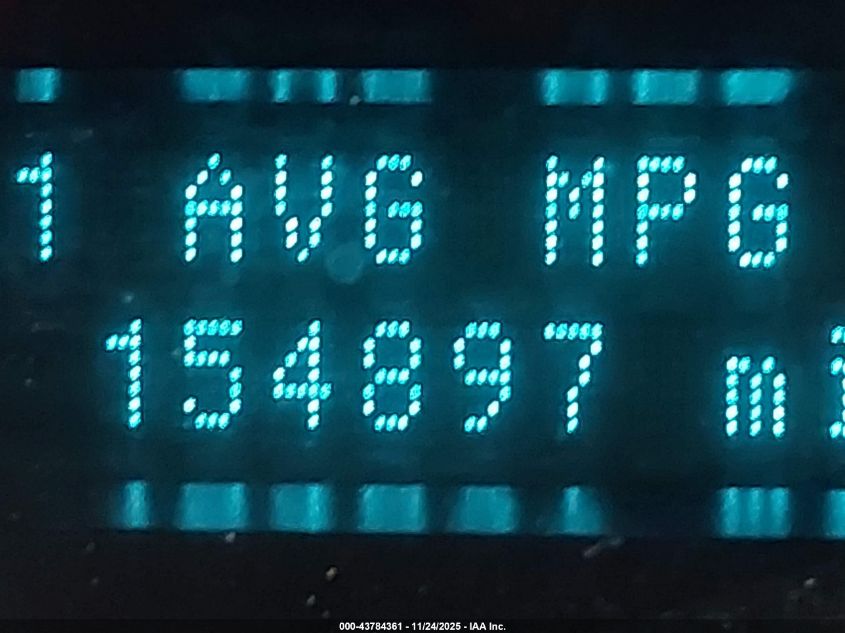 1 AVG MPG
154897 mi
000-43784361 - 11/24/2025 - IAA Inc.